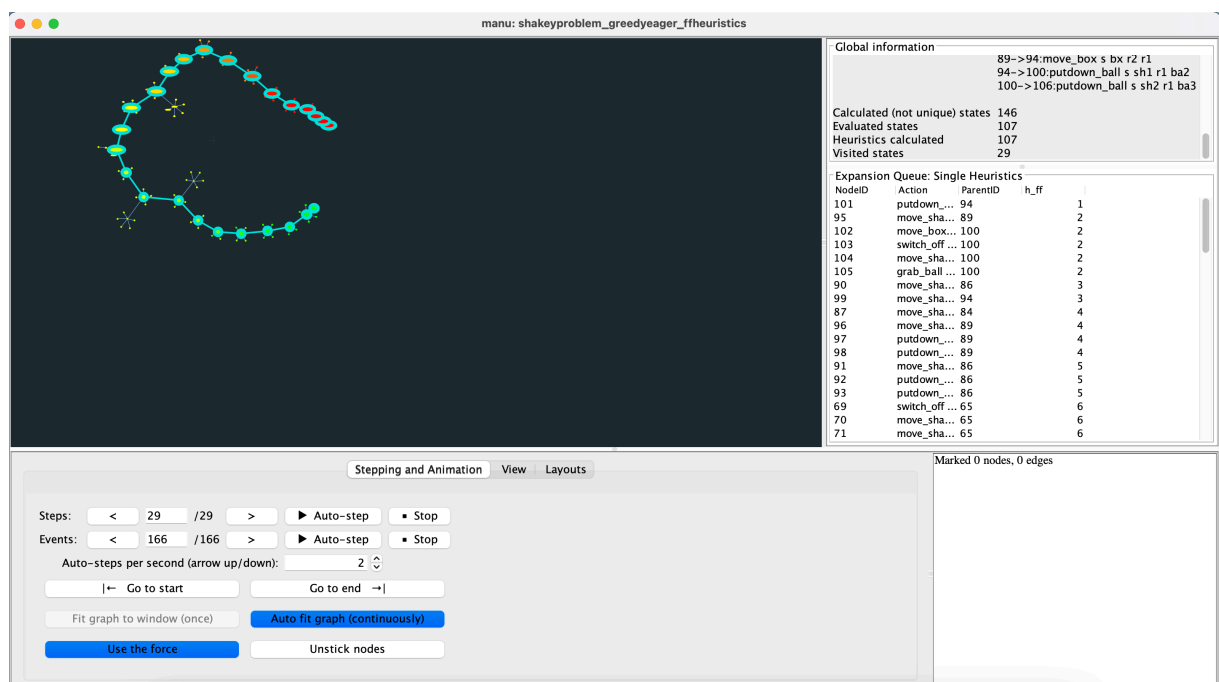 manu: shakeyproblem_greedyeager_ffheuristics
Global information
89->94:move_box s bx r2 r1
94->100:putdown_ball s sh1 r1 ba2
100->106:putdown_ball s sh2 r1 ba3
Calculated (not unique) states 146
Evaluated states 107
Heuristics calculated 107
Visited states 29
Expansion Queue: Single Heuristics
NodeID Action ParentID h_ff
101 putdown_... 94 1
95 move_sha... 89 2
102 move_box... 100 2
103 switch_off ... 100 2
104 move_sha... 100 2
105 grab_ball ... 100 2
90 move_sha... 86 3
99 move_sha... 94 3
87 move_sha... 84 4
96 move_sha... 89 4
97 putdown_... 89 4
98 putdown_... 89 4
91 move_sha... 86 5
92 putdown_... 86 5
93 putdown_... 86 5
69 switch_off ... 65 6
70 move_sha... 65 6
71 move_sha... 65 6
Stepping and Animation View Layouts
Steps: < 29 /29 > ▶ Auto-step ▪ Stop
Events: < 166 /166 > ▶ Auto-step ▪ Stop
Auto-steps per second (arrow up/down): 2
|← Go to start Go to end →|
Fit graph to window (once) Auto fit graph (continuously)
Use the force Unstick nodes
Marked 0 nodes, 0 edges